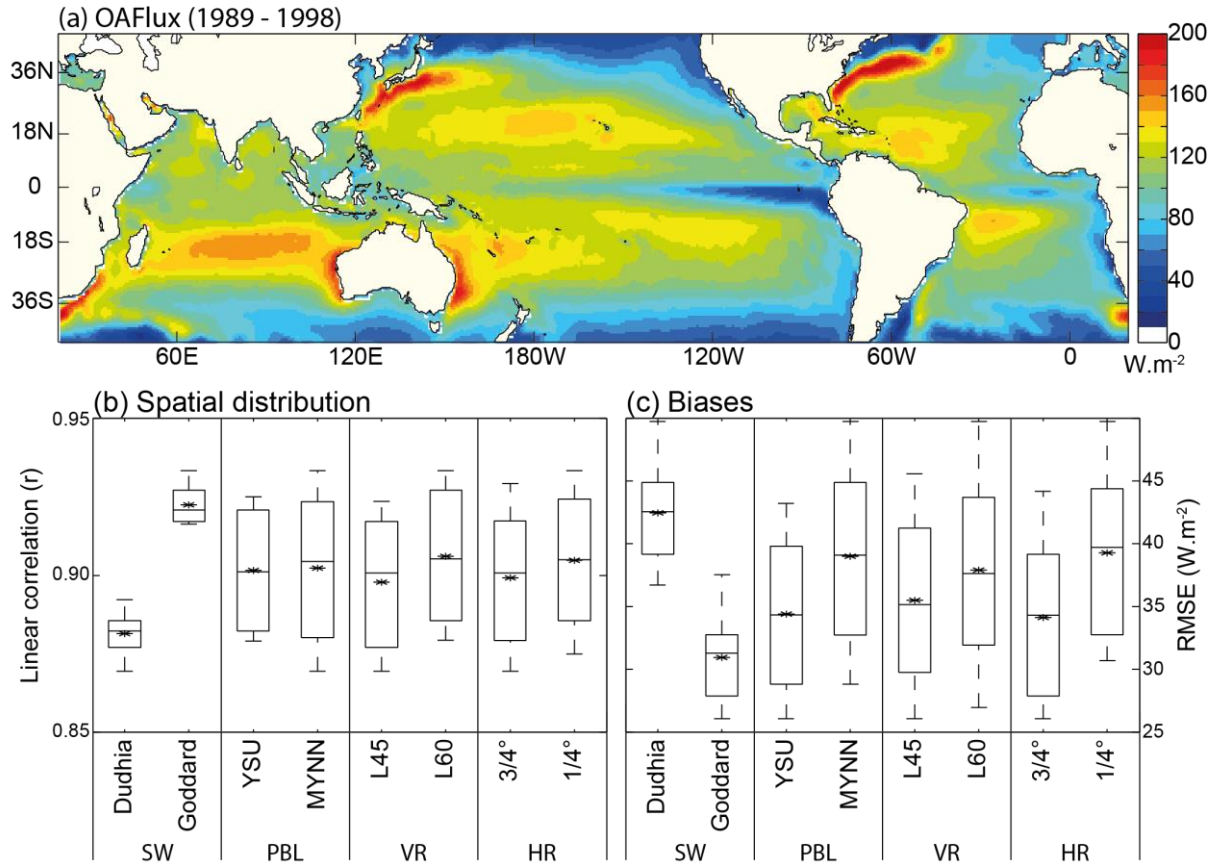 (a) OAFlux (1989 - 1998)
36N
18N
0
18S
36S
60E
120E
180W
120W
60W
0
200
160
120
80
40
0
W.m-2
(b) Spatial distribution
(c) Biases
0.95
0.90
0.85
Linear correlation (r)
45
40
35
30
25
RMSE (W.m-2)
Dudhia
Goddard
YSU
MYNN
L45
L60
3/4°
1/4°
SW
PBL
VR
HR
Dudhia
Goddard
YSU
MYNN
L45
L60
3/4°
1/4°
SW
PBL
VR
HR